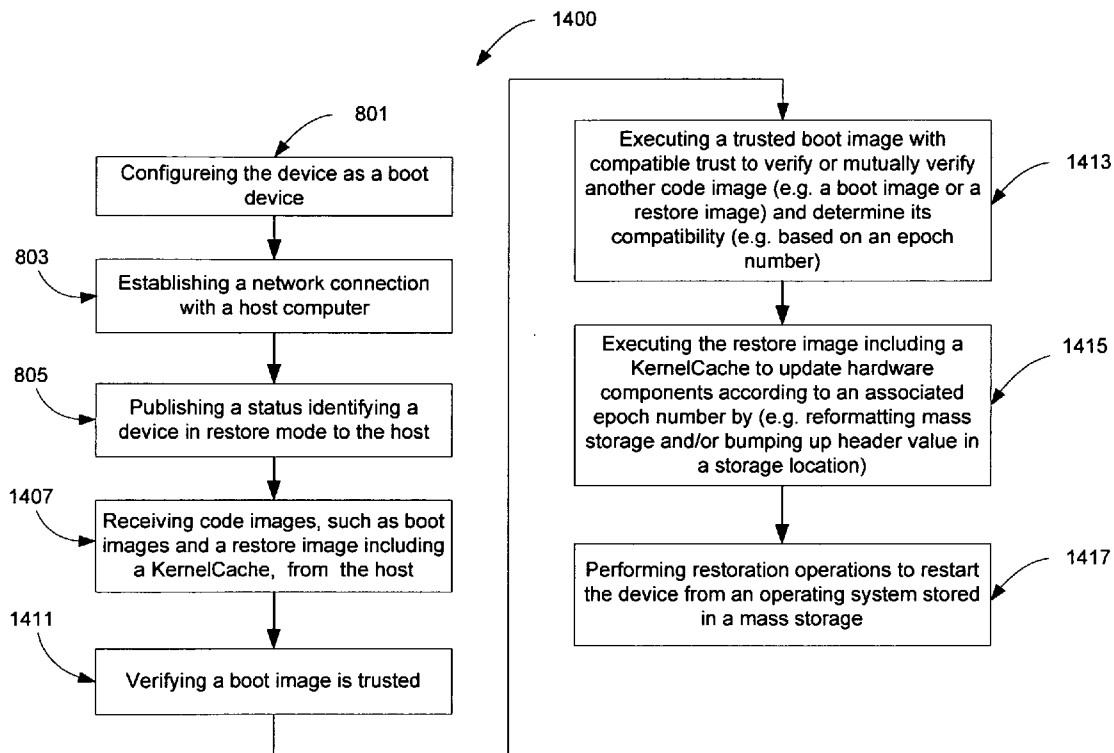 1400
801
Configureing the device as a boot
device
803
Establishing a network connection
with a host computer
805
Publishing a status identifying a
device in restore mode to the host
1407
Receiving code images, such as boot
images and a restore image including
a KernelCache, from the host
1411
Verifying a boot image is trusted
Executing a trusted boot image with
compatible trust to verify or mutually verify
another code image (e.g. a boot image or a
restore image) and determine its
compatibility (e.g. based on an epoch
number)
1413
Executing the restore image including a
KernelCache to update hardware
components according to an associated
epoch number by (e.g. reformatting mass
storage and/or bumping up header value in
a storage location)
1415
Performing restoration operations to restart
the device from an operating system stored
in a mass storage
1417